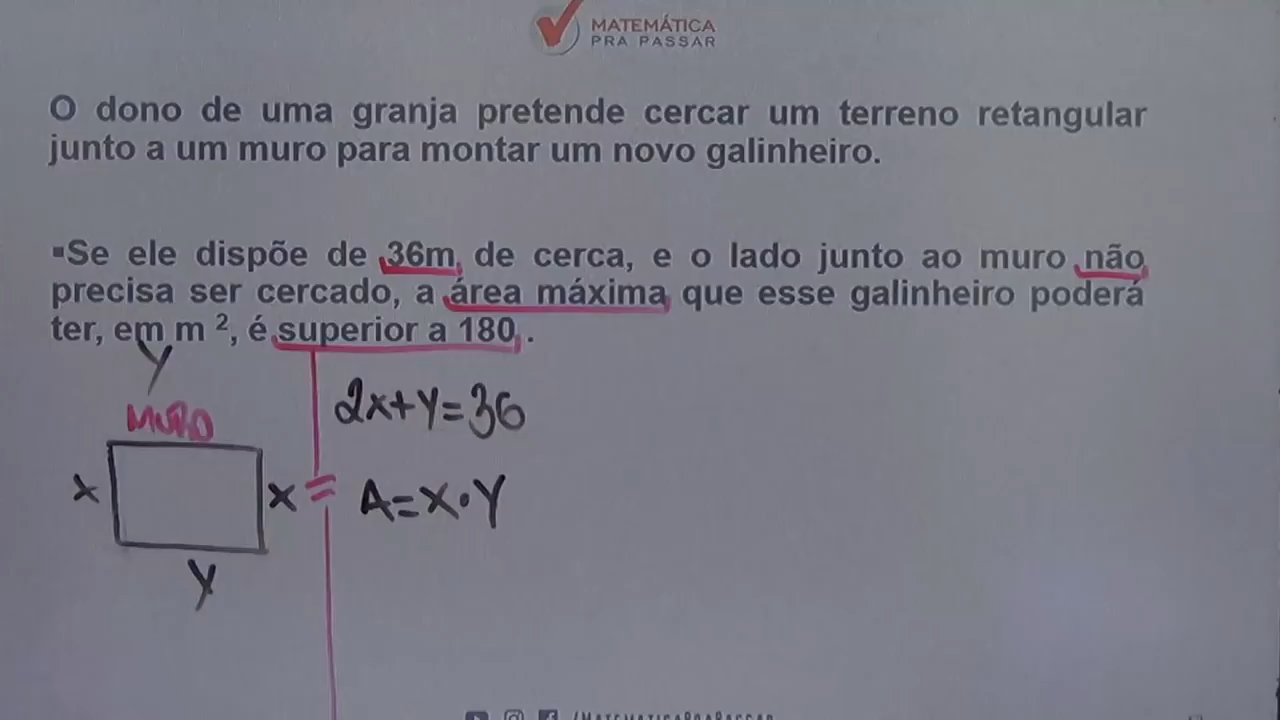 MATEMÁTICA
PRA PASSAR
O dono de uma granja pretende cercar um terreno retangular
junto a um muro para montar um novo galinheiro.
▪Se ele dispõe de 36m, de cerca, e o lado junto ao muro não
precisa ser cercado, a área máxima que esse galinheiro poderá
ter, em m ², é superior a 180 .
Y
MURO
X
X
Y
2X+Y=36
A=X·Y
/MATEMATICAPRAPASSAR